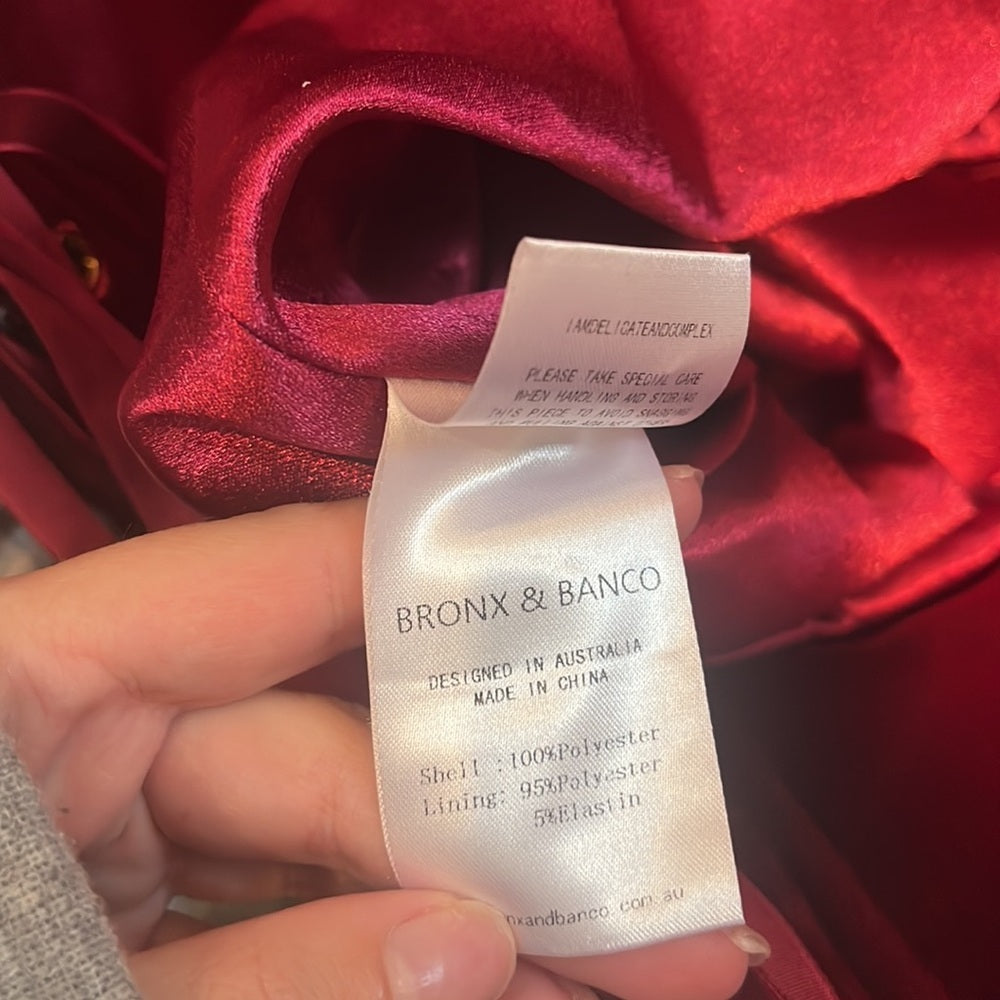 IAMDELICATEANDCOMPLEX
PLEASE TAKE SPECIAL CARE
WHEN HANDLING AND STORING
THIS PIECE TO AVOID SNAGGING
BRONX & BANCO
DESIGNED IN AUSTRALIA
MADE IN CHINA
Shell :100%Polyester
Lining: 95%Polyester
5%Elastin
nxandbanco.com.au